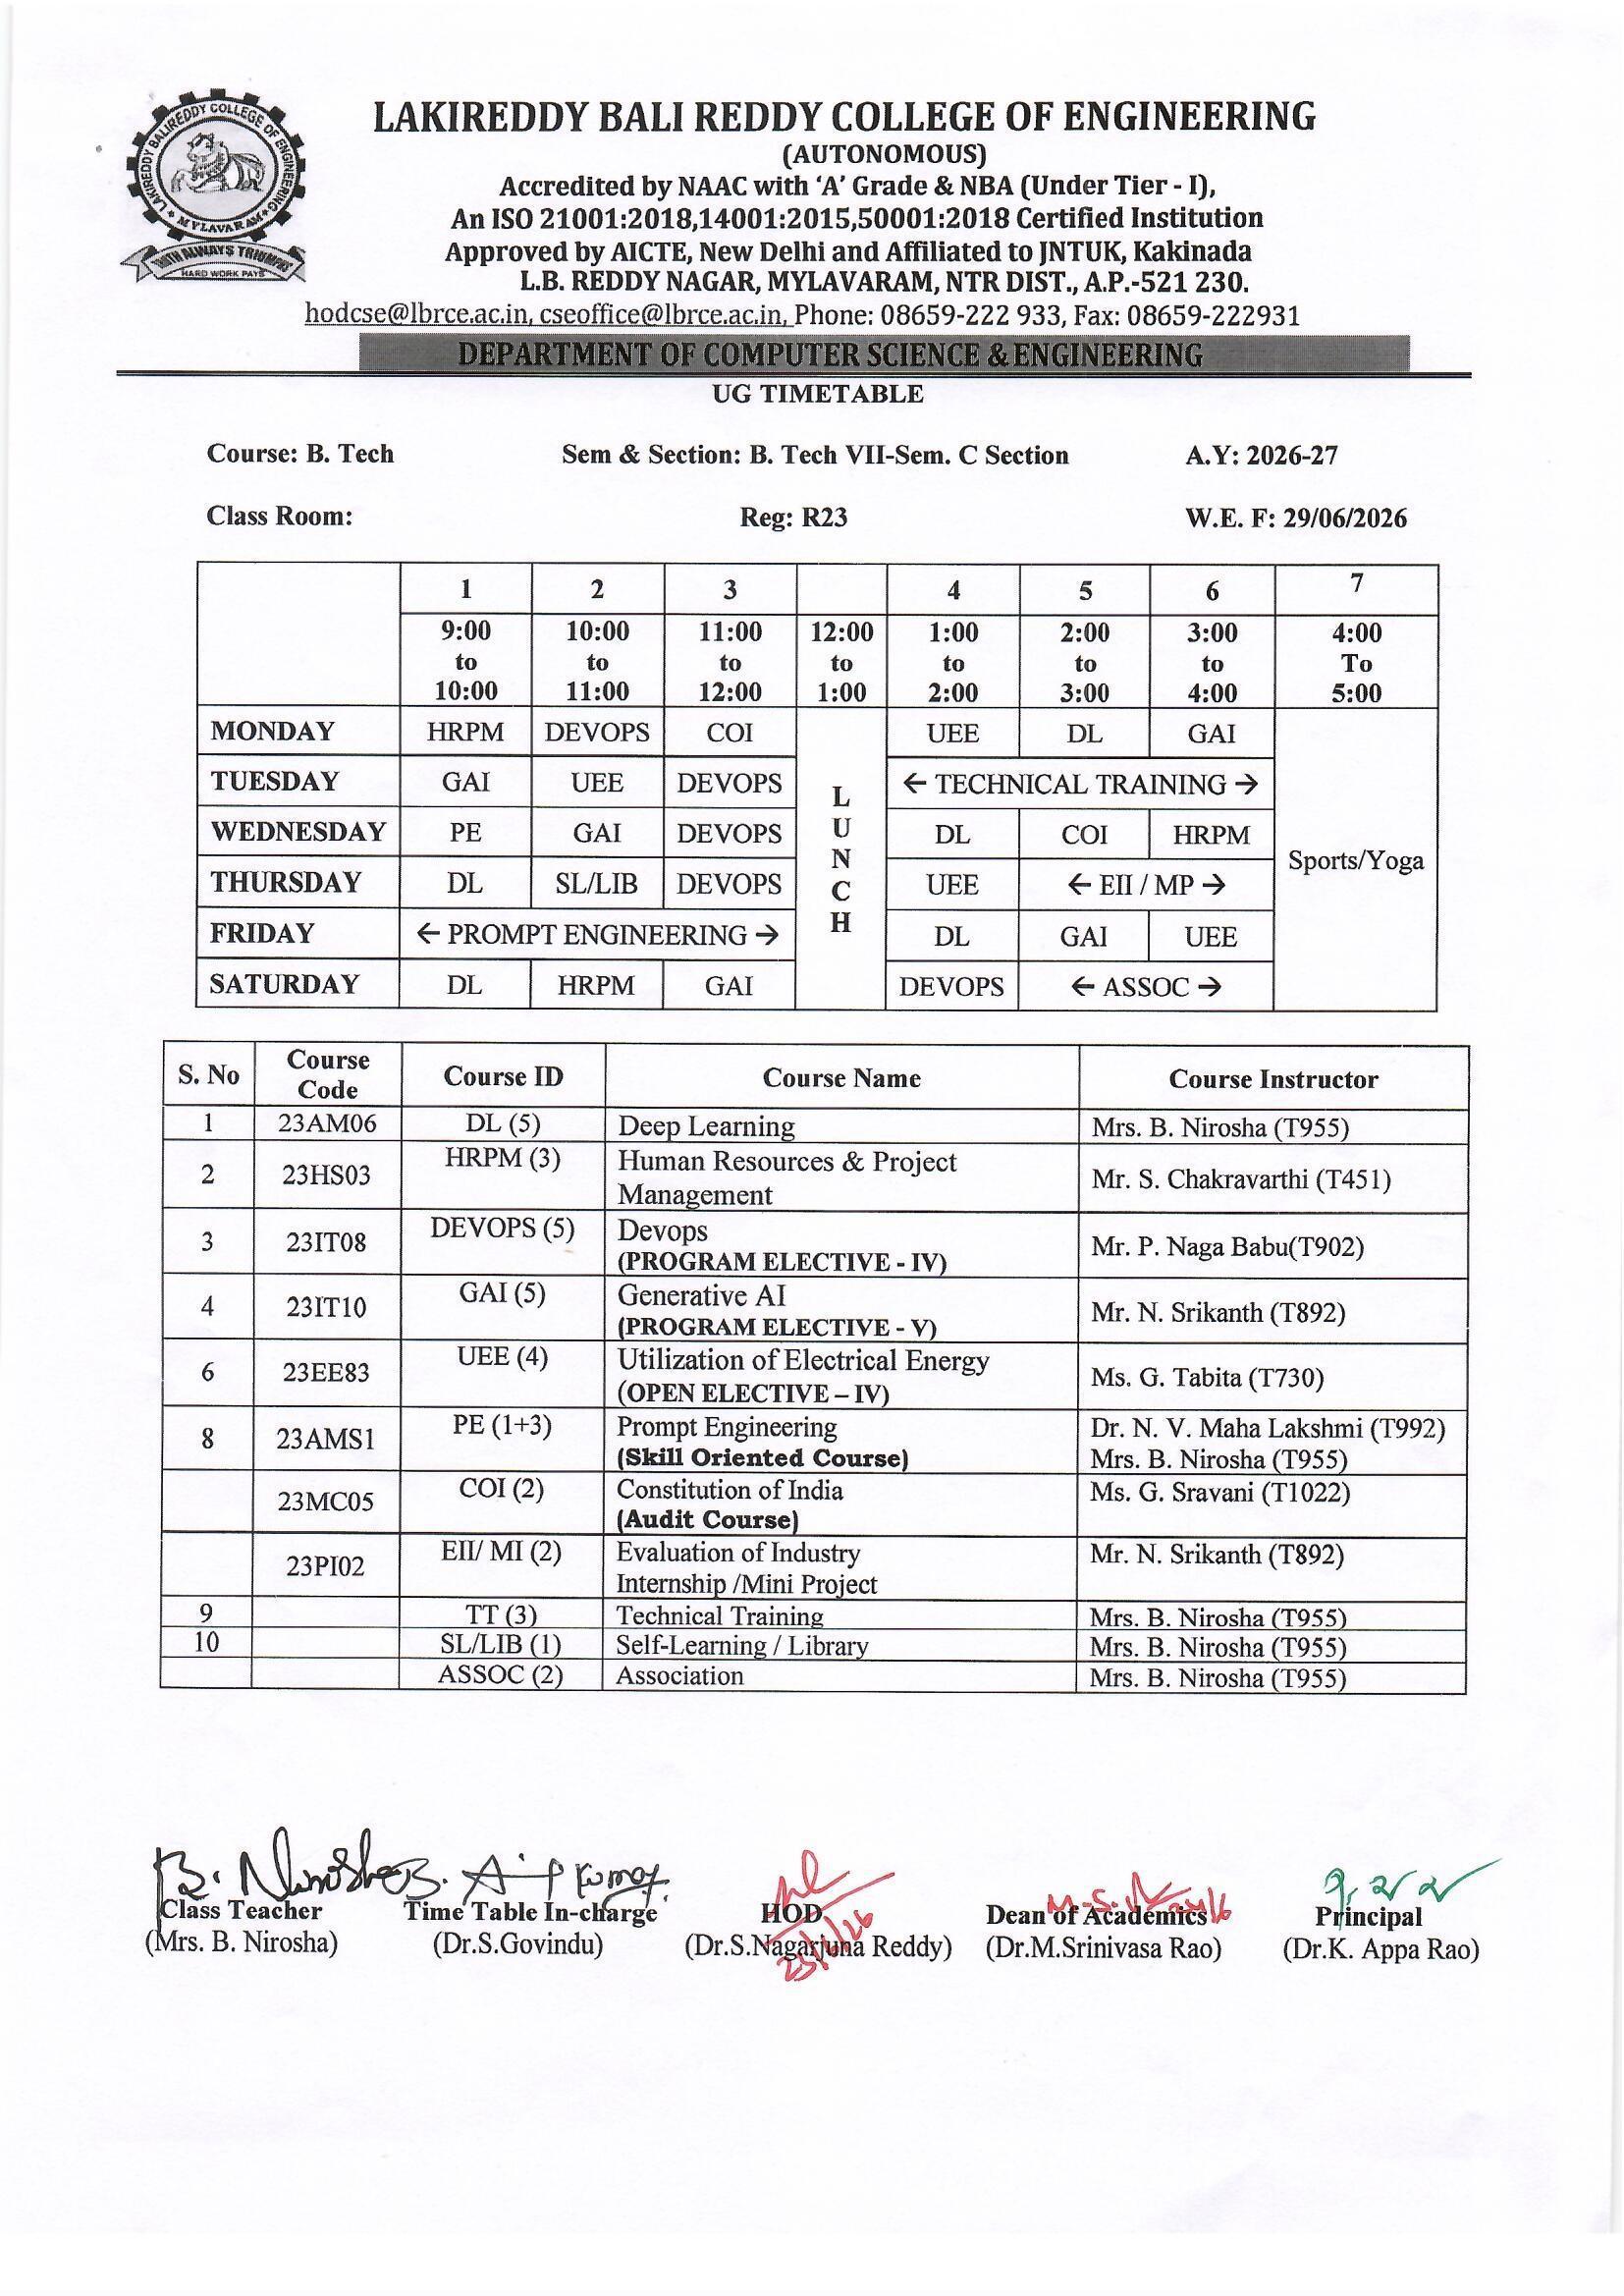 LAKIREDDY BALIREDDY COLLEGE OF ENGINEERING
* MYLAVARAM *
HARD WORK PAYS
LAKIREDDY BALI REDDY COLLEGE OF ENGINEERING
(AUTONOMOUS)
Accredited by NAAC with ‘A’ Grade & NBA (Under Tier - I),
An ISO 21001:2018,14001:2015,50001:2018 Certified Institution
Approved by AICTE, New Delhi and Affiliated to JNTUK, Kakinada
L.B. REDDY NAGAR, MYLAVARAM, NTR DIST., A.P.-521 230.
hodcse@lbrce.ac.in, cseoffice@lbrce.ac.in, Phone: 08659-222 933, Fax: 08659-222931
DEPARTMENT OF COMPUTER SCIENCE & ENGINEERING
UG TIMETABLE
Course: B. Tech Sem & Section: B. Tech VII-Sem. C Section A.Y: 2026-27
Class Room: Reg: R23 W.E. F: 29/06/2026
1 2 3 4 5 6 7
9:00 10:00 11:00 12:00 1:00 2:00 3:00 4:00
to to to to to to to To
10:00 11:00 12:00 1:00 2:00 3:00 4:00 5:00
MONDAY HRPM DEVOPS COI UEE DL GAI
TUESDAY GAI UEE DEVOPS ← TECHNICAL TRAINING →
WEDNESDAY PE GAI DEVOPS DL COI HRPM
THURSDAY DL SL/LIB DEVOPS UEE ← EII / MP →
FRIDAY ← PROMPT ENGINEERING → DL GAI UEE
SATURDAY DL HRPM GAI DEVOPS ← ASSOC →
L
U
N
C
H
Sports/Yoga
S. No Course Code Course ID Course Name Course Instructor
1 23AM06 DL (5) Deep Learning Mrs. B. Nirosha (T955)
2 23HS03 HRPM (3) Human Resources & Project
Management Mr. S. Chakravarthi (T451)
3 23IT08 DEVOPS (5) Devops
(PROGRAM ELECTIVE - IV) Mr. P. Naga Babu(T902)
4 23IT10 GAI (5) Generative AI
(PROGRAM ELECTIVE - V) Mr. N. Srikanth (T892)
6 23EE83 UEE (4) Utilization of Electrical Energy
(OPEN ELECTIVE – IV) Ms. G. Tabita (T730)
8 23AMS1 PE (1+3) Prompt Engineering Dr. N. V. Maha Lakshmi (T992)
(Skill Oriented Course) Mrs. B. Nirosha (T955)
23MC05 COI (2) Constitution of India Ms. G. Sravani (T1022)
(Audit Course)
23PI02 EII/ MI (2) Evaluation of Industry Mr. N. Srikanth (T892)
Internship /Mini Project
9 TT (3) Technical Training Mrs. B. Nirosha (T955)
10 SL/LIB (1) Self-Learning / Library Mrs. B. Nirosha (T955)
ASSOC (2) Association Mrs. B. Nirosha (T955)
B. Nirosha
Class Teacher Time Table In-charge HOD Dean of Academics Principal
(Mrs. B. Nirosha) (Dr.S.Govindu) (Dr.S.Nagarjuna Reddy) (Dr.M.Srinivasa Rao) (Dr.K. Appa Rao)